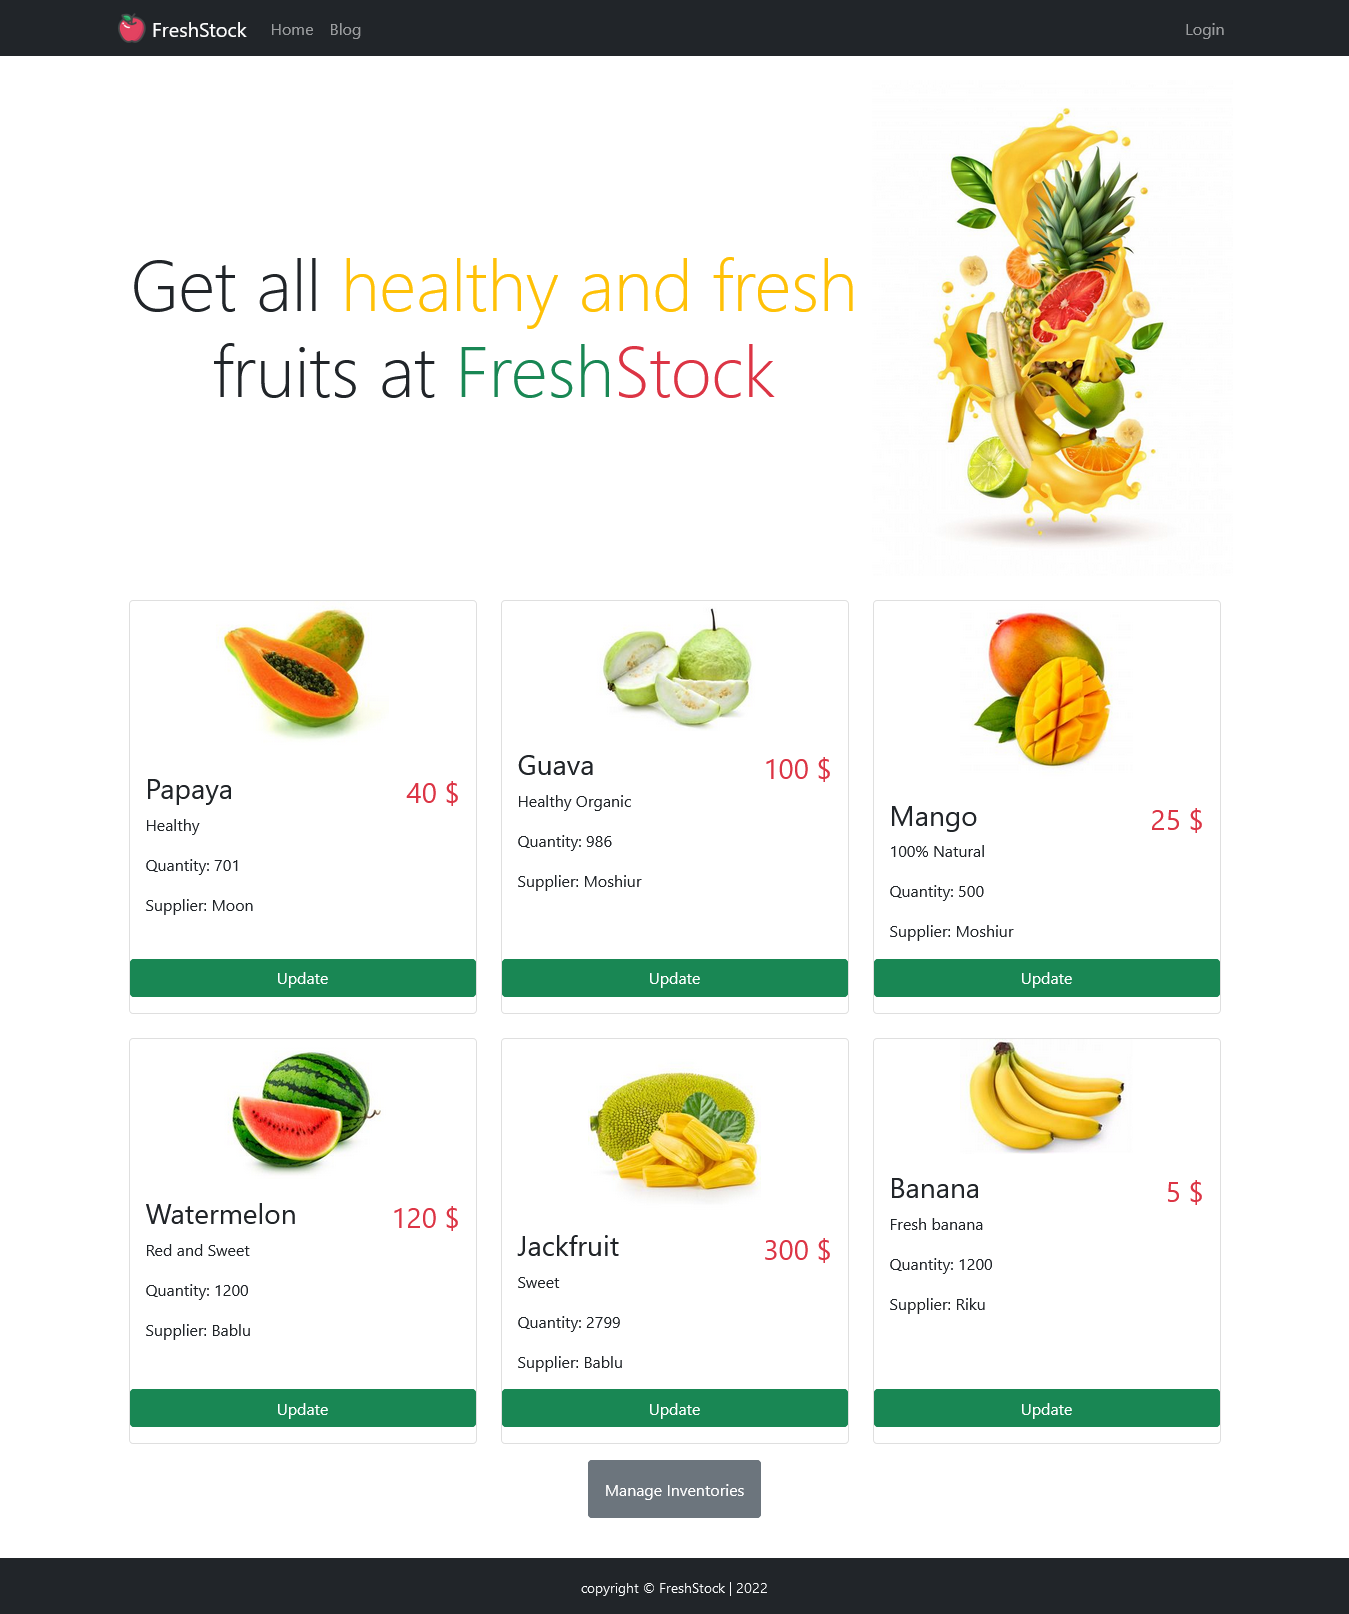 FreshStock Home Blog Login
Get all healthy and fresh
fruits at FreshStock
Papaya 40 $
Healthy
Quantity: 701
Supplier: Moon
Update
Guava 100 $
Healthy Organic
Quantity: 986
Supplier: Moshiur
Update
Mango 25 $
100% Natural
Quantity: 500
Supplier: Moshiur
Update
Watermelon 120 $
Red and Sweet
Quantity: 1200
Supplier: Bablu
Update
Jackfruit 300 $
Sweet
Quantity: 2799
Supplier: Bablu
Update
Banana 5 $
Fresh banana
Quantity: 1200
Supplier: Riku
Update
Manage Inventories
copyright © FreshStock | 2022